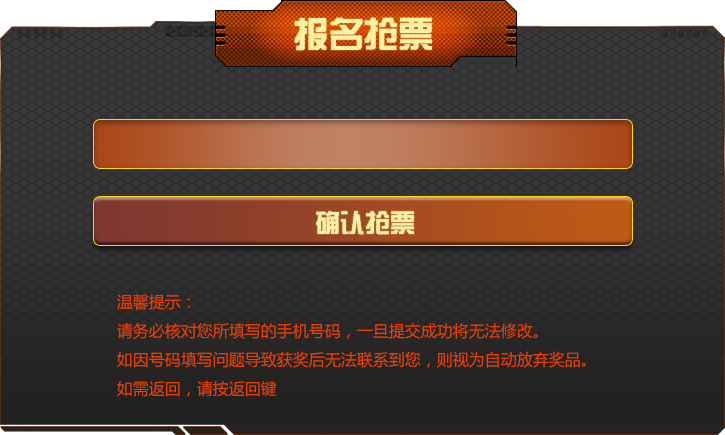 报名抢票
确认抢票
温馨提示：
请务必核对您所填写的手机号码，一旦提交成功将无法修改。
如因号码填写问题导致获奖后无法联系到您，则视为自动放弃奖品。
如需返回，请按返回键